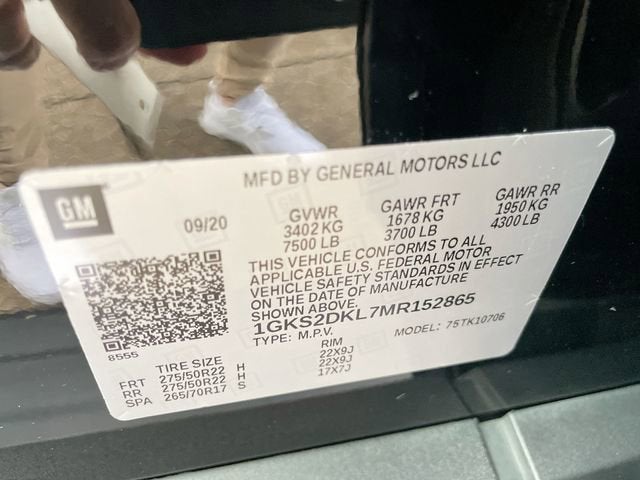 MFD BY GENERAL MOTORS LLC
GM
09/20
GVWR
3402 KG
7500 LB
GAWR FRT
1678 KG
3700 LB
GAWR RR
1950 KG
4300 LB
THIS VEHICLE CONFORMS TO ALL
APPLICABLE U.S. FEDERAL MOTOR
VEHICLE SAFETY STANDARDS IN EFFECT
ON THE DATE OF MANUFACTURE
SHOWN ABOVE.
1GKS2DKL7MR152865
TYPE: M.P.V. MODEL: 75TK10706
8555
TIRE SIZE RIM
FRT 275/50R22 H 22X9J
RR 275/50R22 H 22X9J
SPA 265/70R17 S 17X7J